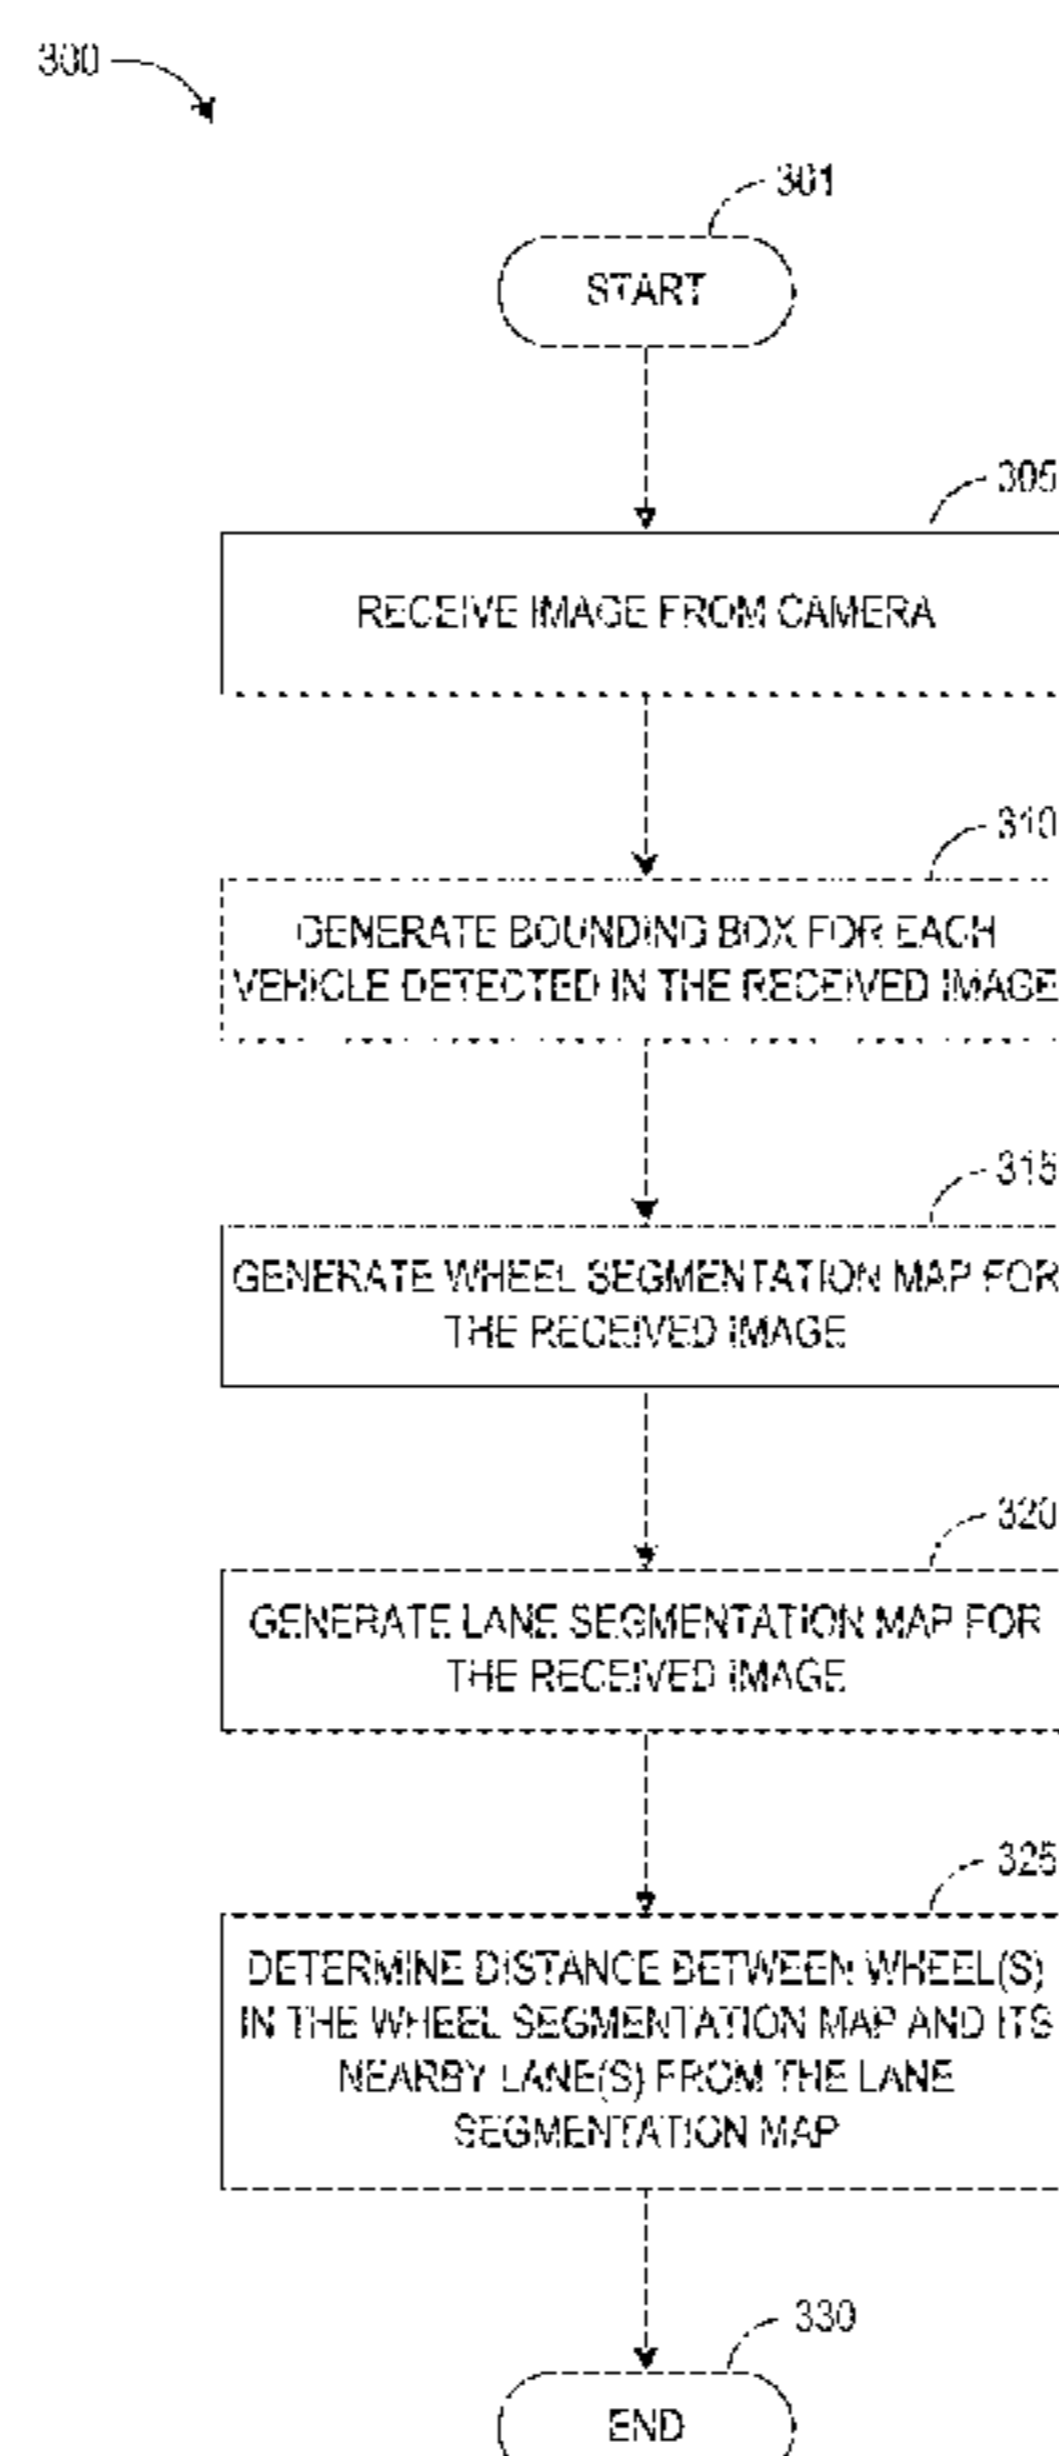 300
301
START
305
RECEIVE IMAGE FROM CAMERA
310
GENERATE BOUNDING BOX FOR EACH
VEHICLE DETECTED IN THE RECEIVED IMAGE
315
GENERATE WHEEL SEGMENTATION MAP FOR
THE RECEIVED IMAGE
320
GENERATE LANE SEGMENTATION MAP FOR
THE RECEIVED IMAGE
325
DETERMINE DISTANCE BETWEEN WHEEL(S)
IN THE WHEEL SEGMENTATION MAP AND ITS
NEARBY LANE(S) FROM THE LANE
SEGMENTATION MAP
330
END